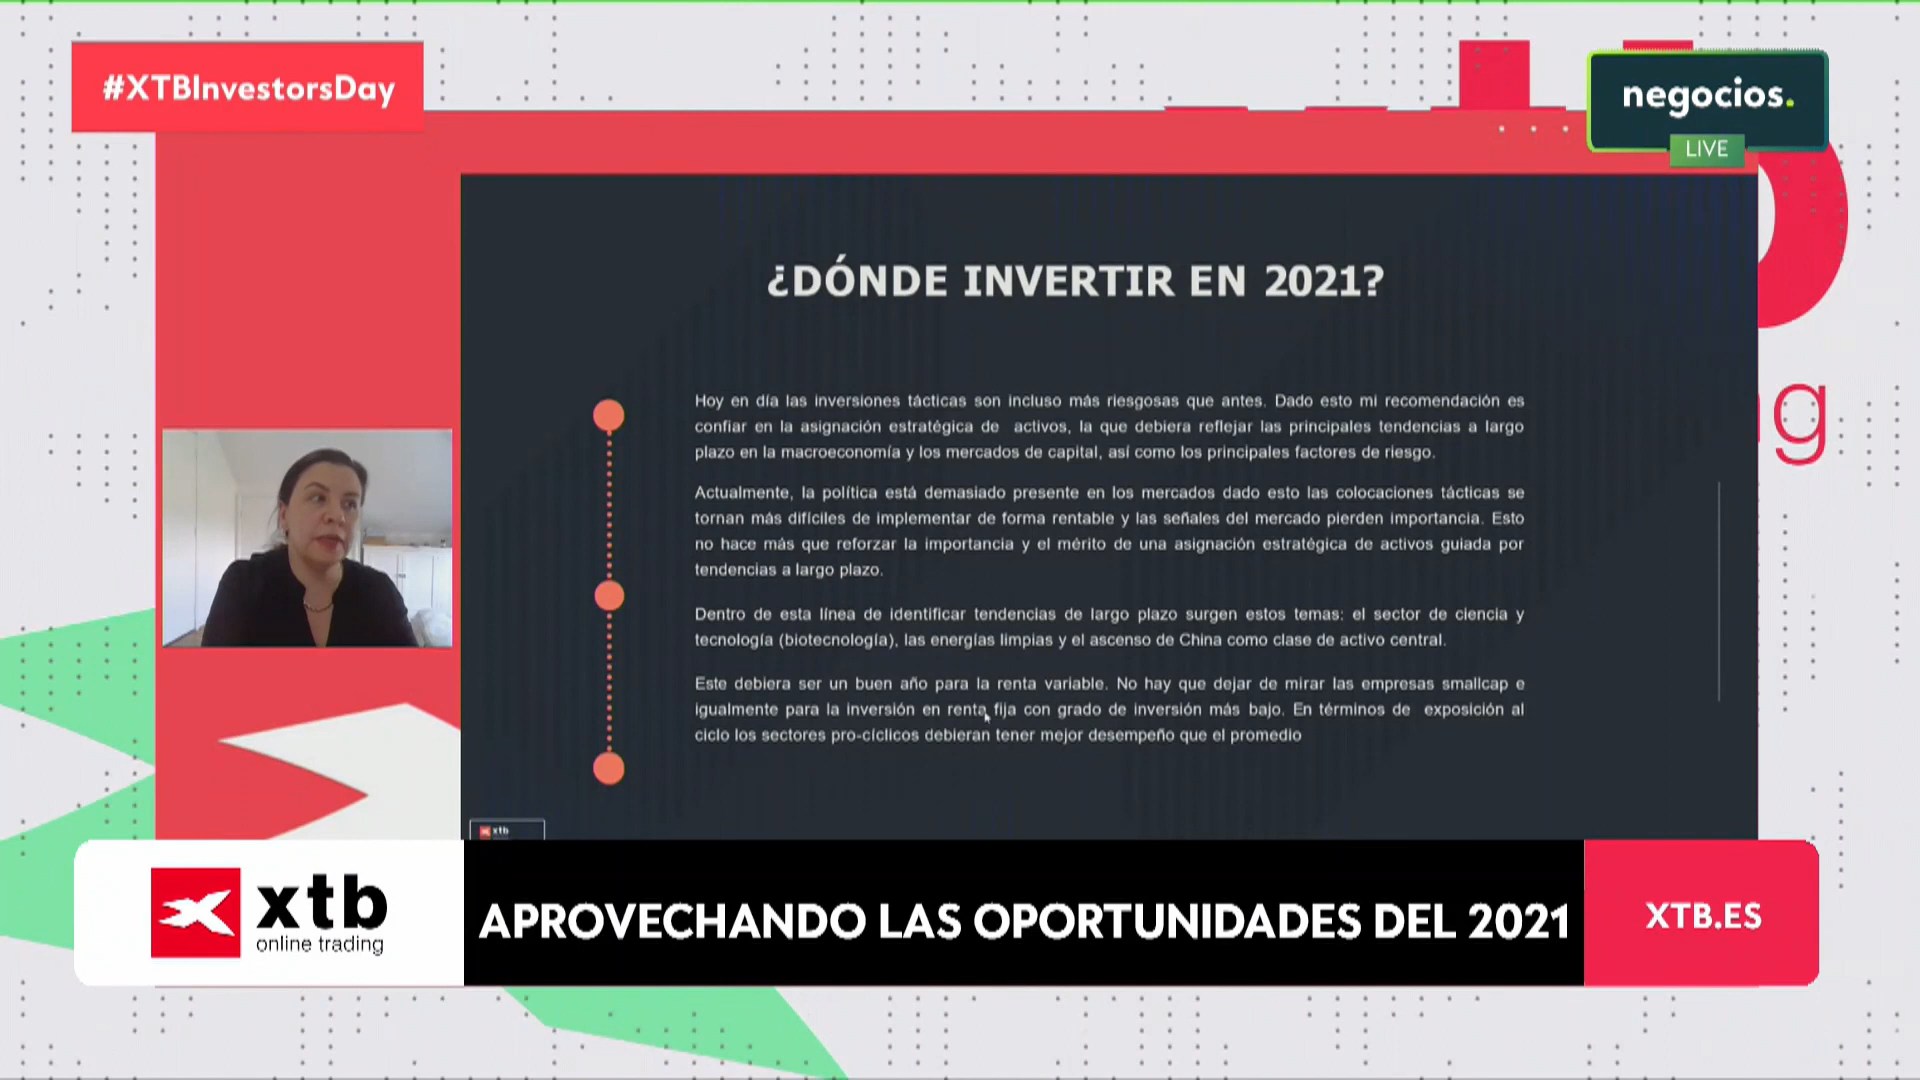 #XTBInvestorsDay
negocios.
LIVE
¿DÓNDE INVERTIR EN 2021?
Hoy en día las inversiones tácticas son incluso más riesgosas que antes. Dado esto mi recomendación es
confiar en la asignación estratégica de activos, la que debiera reflejar las principales tendencias a largo
plazo en la macroeconomía y los mercados de capital, así como los principales factores de riesgo.
Actualmente, la política está demasiado presente en los mercados dado esto las colocaciones tácticas se
tornan más difíciles de implementar de forma rentable y las señales del mercado pierden importancia. Esto
no hace más que reforzar la importancia y el mérito de una asignación estratégica de activos guiada por
tendencias a largo plazo.
Dentro de esta línea de identificar tendencias de largo plazo surgen estos temas: el sector de ciencia y
tecnología (biotecnología), las energías limpias y el ascenso de China como clase de activo central.
Este debiera ser un buen año para la renta variable. No hay que dejar de mirar las empresas smallcap e
igualmente para la inversión en renta fija con grado de inversión más bajo. En términos de exposición al
ciclo los sectores pro-cíclicos debieran tener mejor desempeño que el promedio
xtb
xtb
online trading
APROVECHANDO LAS OPORTUNIDADES DEL 2021
XTB.ES